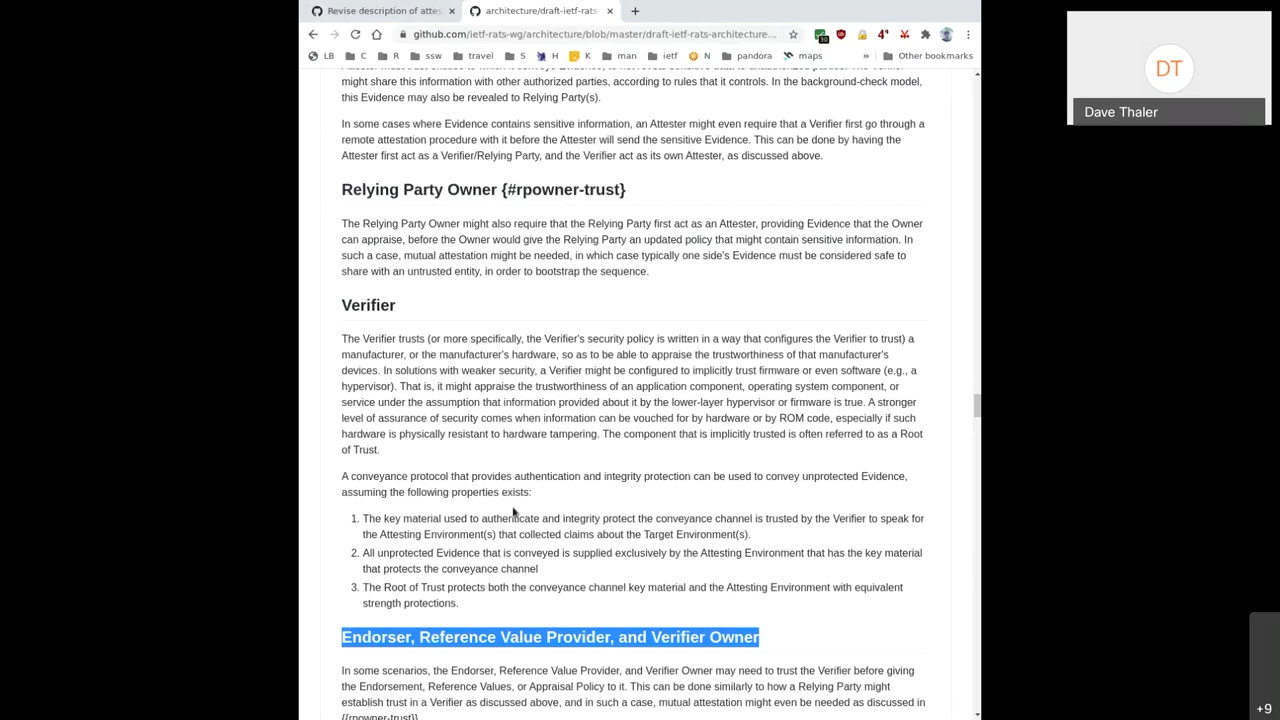 Revise description of attes
architecture/draft-ietf-rats-
github.com/ietf-rats-wg/architecture/blob/master/draft-ietf-rats-architecture...
LB
C
R
ssw
travel
S
H
K
man
ietf
N
pandora
maps
»
Other bookmarks
might share this information with other authorized parties, according to rules that it controls. In the background-check model,
this Evidence may also be revealed to Relying Party(s).
In some cases where Evidence contains sensitive information, an Attester might even require that a Verifier first go through a
remote attestation procedure with it before the Attester will send the sensitive Evidence. This can be done by having the
Attester first act as a Verifier/Relying Party, and the Verifier act as its own Attester, as discussed above.
Relying Party Owner {#rpowner-trust}
The Relying Party Owner might also require that the Relying Party first act as an Attester, providing Evidence that the Owner
can appraise, before the Owner would give the Relying Party an updated policy that might contain sensitive information. In
such a case, mutual attestation might be needed, in which case typically one side's Evidence must be considered safe to
share with an untrusted entity, in order to bootstrap the sequence.
Verifier
The Verifier trusts (or more specifically, the Verifier's security policy is written in a way that configures the Verifier to trust) a
manufacturer, or the manufacturer's hardware, so as to be able to appraise the trustworthiness of that manufacturer's
devices. In solutions with weaker security, a Verifier might be configured to implicitly trust firmware or even software (e.g., a
hypervisor). That is, it might appraise the trustworthiness of an application component, operating system component, or
service under the assumption that information provided about it by the lower-layer hypervisor or firmware is true. A stronger
level of assurance of security comes when information can be vouched for by hardware or by ROM code, especially if such
hardware is physically resistant to hardware tampering. The component that is implicitly trusted is often referred to as a Root
of Trust.
A conveyance protocol that provides authentication and integrity protection can be used to convey unprotected Evidence,
assuming the following properties exists:
1. The key material used to authenticate and integrity protect the conveyance channel is trusted by the Verifier to speak for
the Attesting Environment(s) that collected claims about the Target Environment(s).
2. All unprotected Evidence that is conveyed is supplied exclusively by the Attesting Environment that has the key material
that protects the conveyance channel
3. The Root of Trust protects both the conveyance channel key material and the Attesting Environment with equivalent
strength protections.
Endorser, Reference Value Provider, and Verifier Owner
In some scenarios, the Endorser, Reference Value Provider, and Verifier Owner may need to trust the Verifier before giving
the Endorsement, Reference Values, or Appraisal Policy to it. This can be done similarly to how a Relying Party might
establish trust in a Verifier as discussed above, and in such a case, mutual attestation might even be needed as discussed in
{{rpowner-trust}}.
DT
Dave Thaler
+9